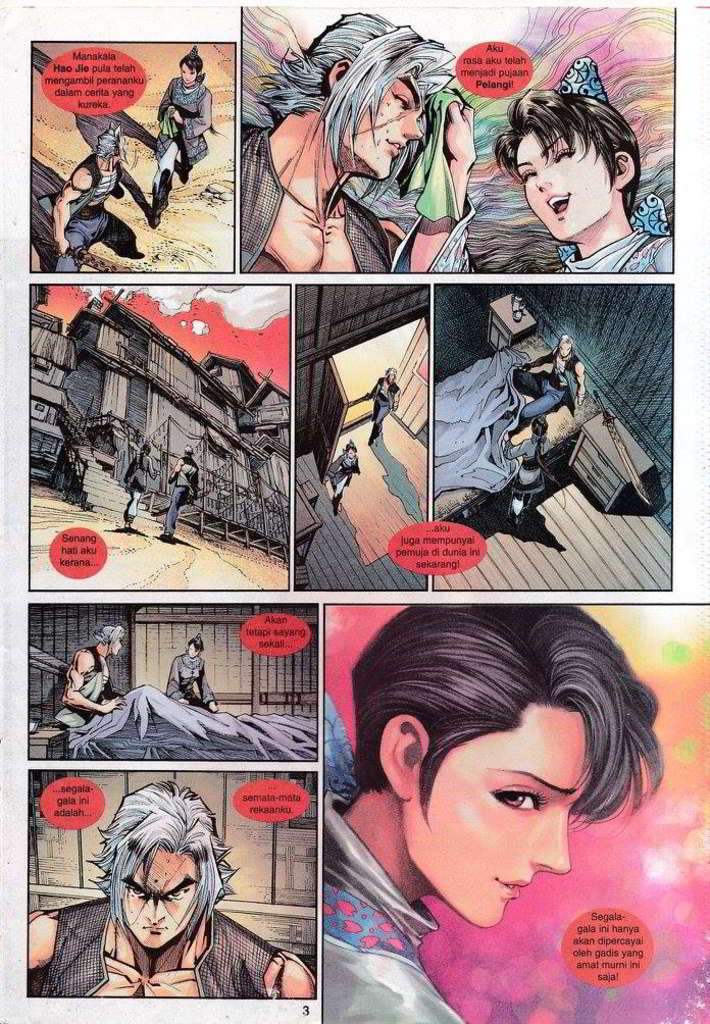 Manakala
Hao Jie pula telah
mengambil perananku
dalam cerita yang
kureka.
Aku
rasa aku telah
menjadi pujaan
Pelangi!
Senang
hati aku
kerana...
...aku
juga mempunyai
pemuja di dunia ini
sekarang!
Akan
tetapi sayang
sekali...
...segala-
gala ini
adalah...
...
semata-mata
rekaanku.
Segala-
gala ini hanya
akan dipercayai
oleh gadis yang
amat murni ini
saja!
3